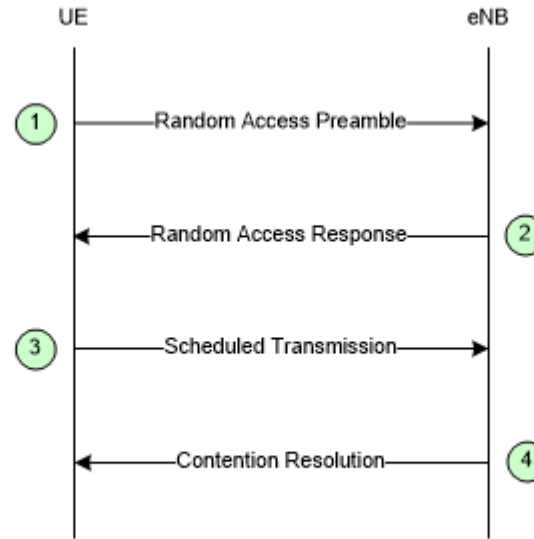 UE eNB
1 Random Access Preamble
Random Access Response 2
3 Scheduled Transmission
Contention Resolution 4